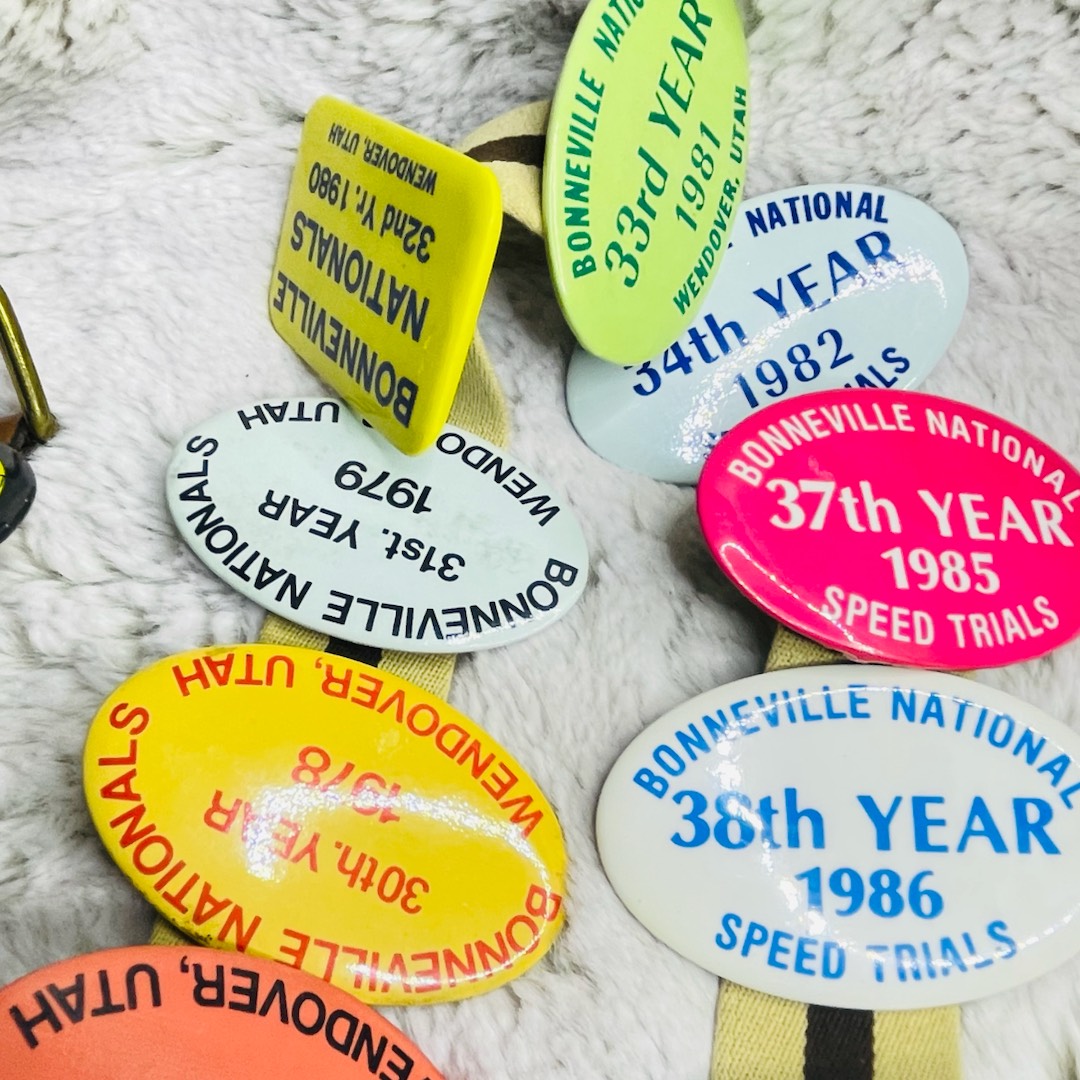 BONNEVILLE
33rd YEAR
1981
WENDOVER, UTAH
NATIONAL
34th YEAR
1982
BONNEVILLE
NATIONALS
32nd Yr. 1980
WENDOVER, UTAH
BONNEVILLE NATIONALS
31st. YEAR
1979
UTAH
BONNEVILLE NATIONAL
37th YEAR
1985
SPEED TRIALS
BONNEVILLE NATIONALS
30th. YEAR
1978
WENDOVER, UTAH
BONNEVILLE NATIONAL
38th YEAR
1986
SPEED TRIALS
WENDOVER, UTAH